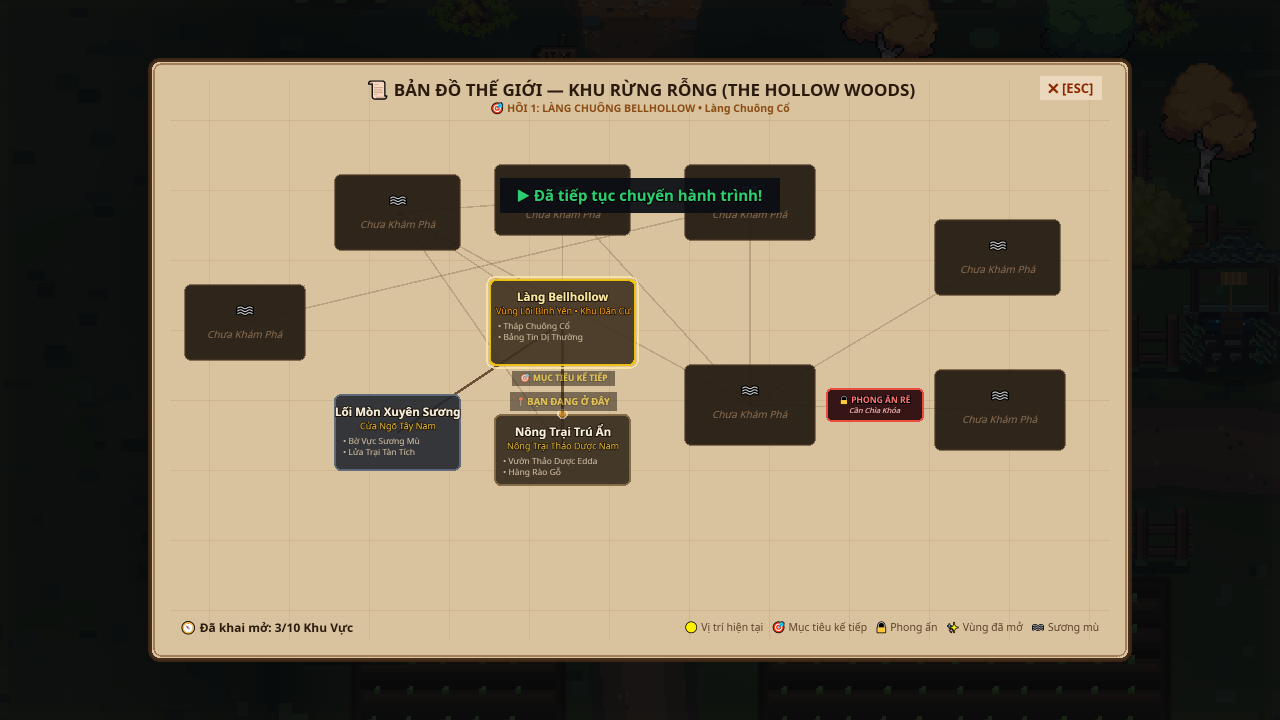 📜 BẢN ĐỒ THẾ GIỚI — KHU RỪNG RỖNG (THE HOLLOW WOODS)
✕ [ESC]
🎯 HỒI 1: LÀNG CHUÔNG BELLHOLLOW • Làng Chuông Cổ
▶ Đã tiếp tục chuyến hành trình!
Chưa Khám Phá
Chưa Khám Phá
Chưa Khám Phá
Chưa Khám Phá
Chưa Khám Phá
Làng Bellhollow
Vùng Lõi Bình Yên • Khu Dân Cư
• Tháp Chuông Cổ
• Bảng Tin Dị Thường
🎯 MỤC TIÊU KẾ TIẾP
📍 BẠN ĐANG Ở ĐÂY
Lối Mòn Xuyên Sương
Cửa Ngõ Tây Nam
• Bờ Vực Sương Mù
• Lửa Trại Tàn Tích
Nông Trại Trú Ẩn
Nông Trại Thảo Dược Nam
• Vườn Thảo Dược Edda
• Hàng Rào Gỗ
Chưa Khám Phá
🔒 PHONG ẤN RỄ
Cần Chìa Khóa
Chưa Khám Phá
Đã khai mở: 3/10 Khu Vực
Vị trí hiện tại
Mục tiêu kế tiếp
Phong ấn
Vùng đã mở
Sương mù